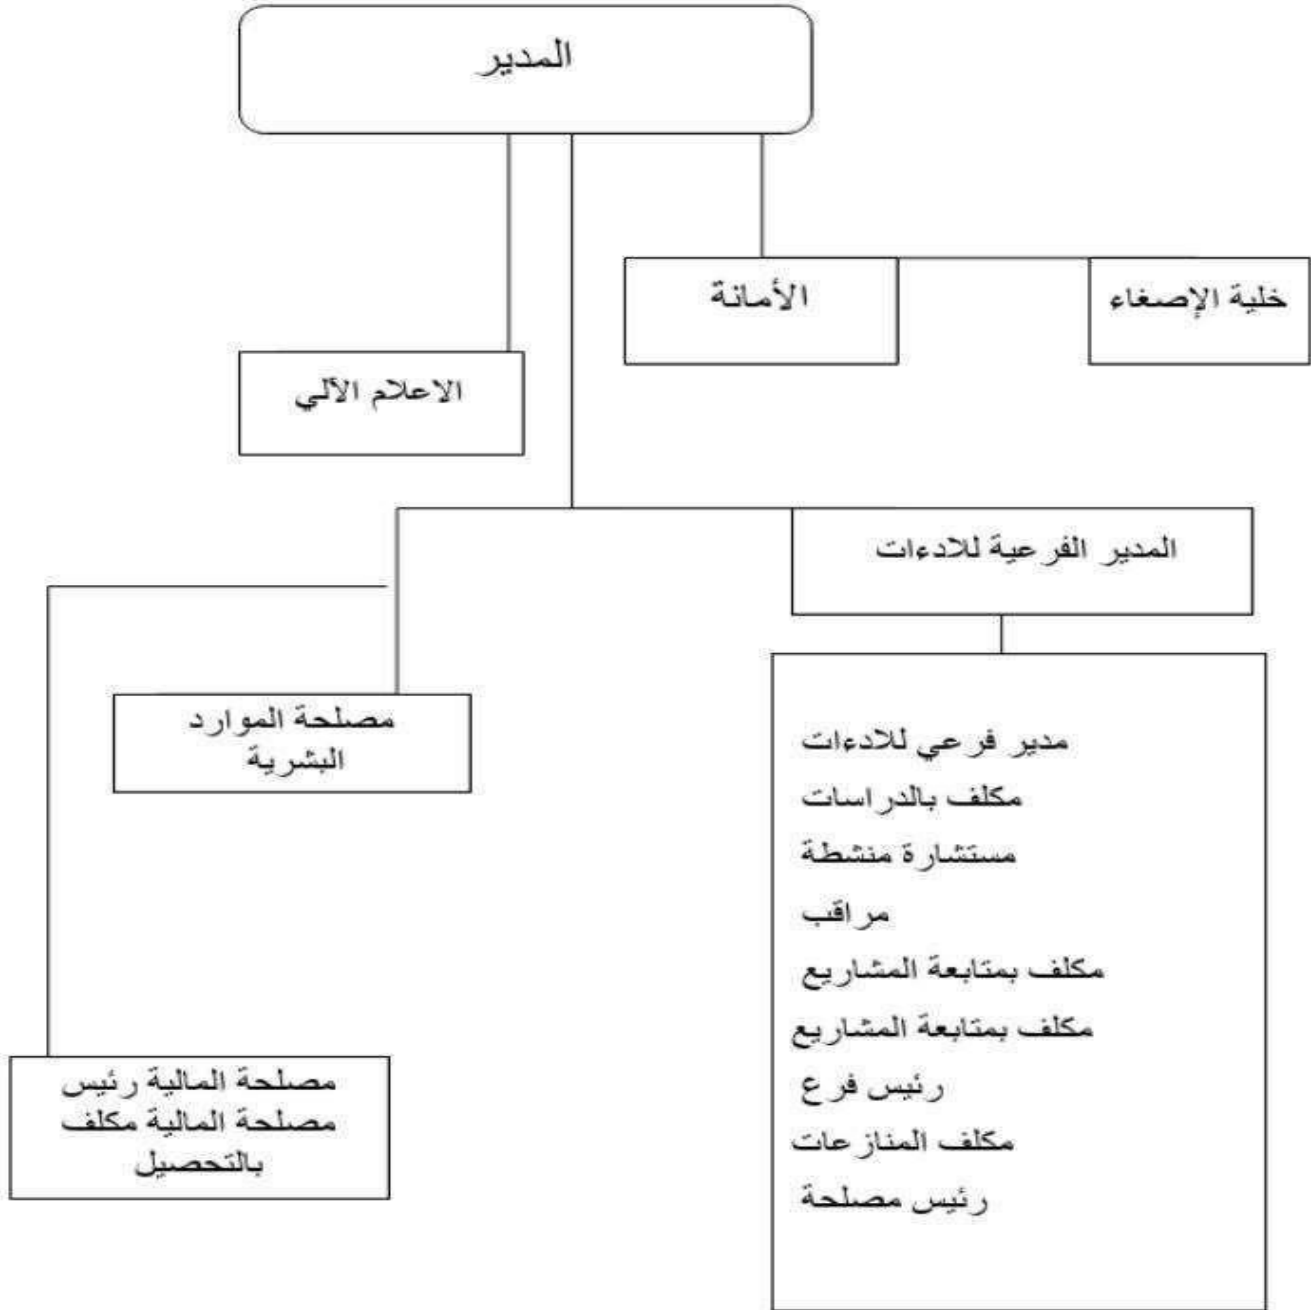 المدير
خلية الإصغاء
الأمانة
الاعلام الألي
المدير الفرعية للادءات
مصلحة الموارد
البشرية
مدير فرعي للادءات
مكلف بالدراسات
مستشارة منشطة
مراقب
مكلف بمتابعة المشاريع
مكلف بمتابعة المشاريع
رئيس فرع
مكلف المنازعات
رئيس مصلحة
مصلحة المالية رئيس
مصلحة المالية مكلف
بالتحصيل